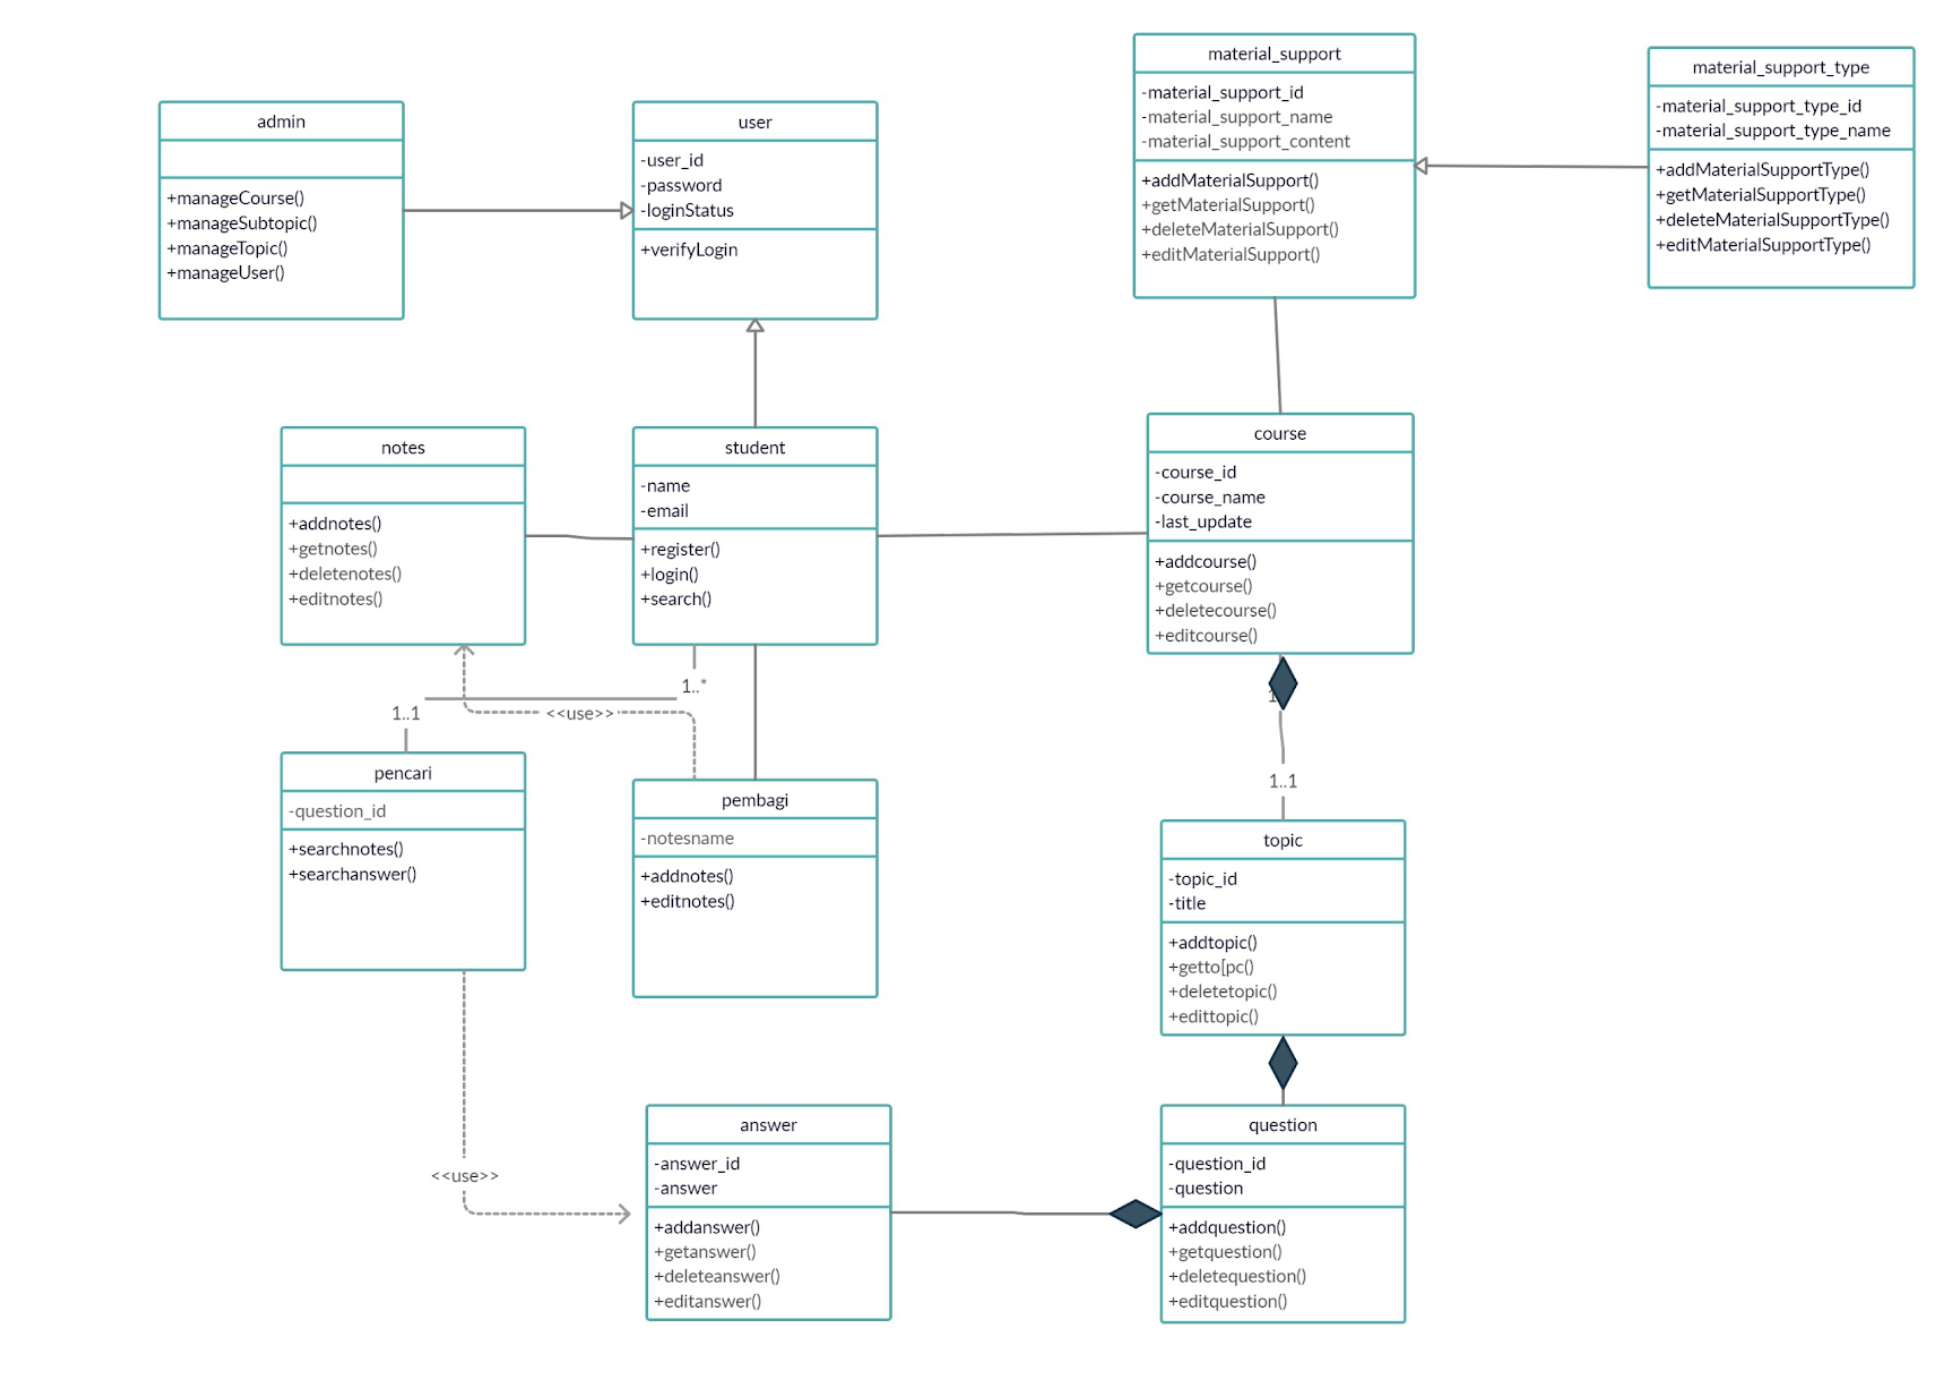 material_support
-material_support_id
-material_support_name
-material_support_content
+addMaterialSupport()
+getMaterialSupport()
+deleteMaterialSupport()
+editMaterialSupport()
material_support_type
-material_support_type_id
-material_support_type_name
+addMaterialSupportType()
+getMaterialSupportType()
+deleteMaterialSupportType()
+editMaterialSupportType()
admin
+manageCourse()
+manageSubtopic()
+manageTopic()
+manageUser()
user
-user_id
-password
-loginStatus
+verifyLogin
notes
+addnotes()
+getnotes()
+deletenotes()
+editnotes()
student
-name
-email
+register()
+login()
+search()
course
-course_id
-course_name
-last_update
+addcourse()
+getcourse()
+deletecourse()
+editcourse()
1..*
1..1
<<use>>
1..1
pencari
-question_id
+searchnotes()
+searchanswer()
pembagi
-notesname
+addnotes()
+editnotes()
topic
-topic_id
-title
+addtopic()
+getto[pc()
+deletetopic()
+edittopic()
<<use>>
answer
-answer_id
-answer
+addanswer()
+getanswer()
+deleteanswer()
+editanswer()
question
-question_id
-question
+addquestion()
+getquestion()
+deletequestion()
+editquestion()